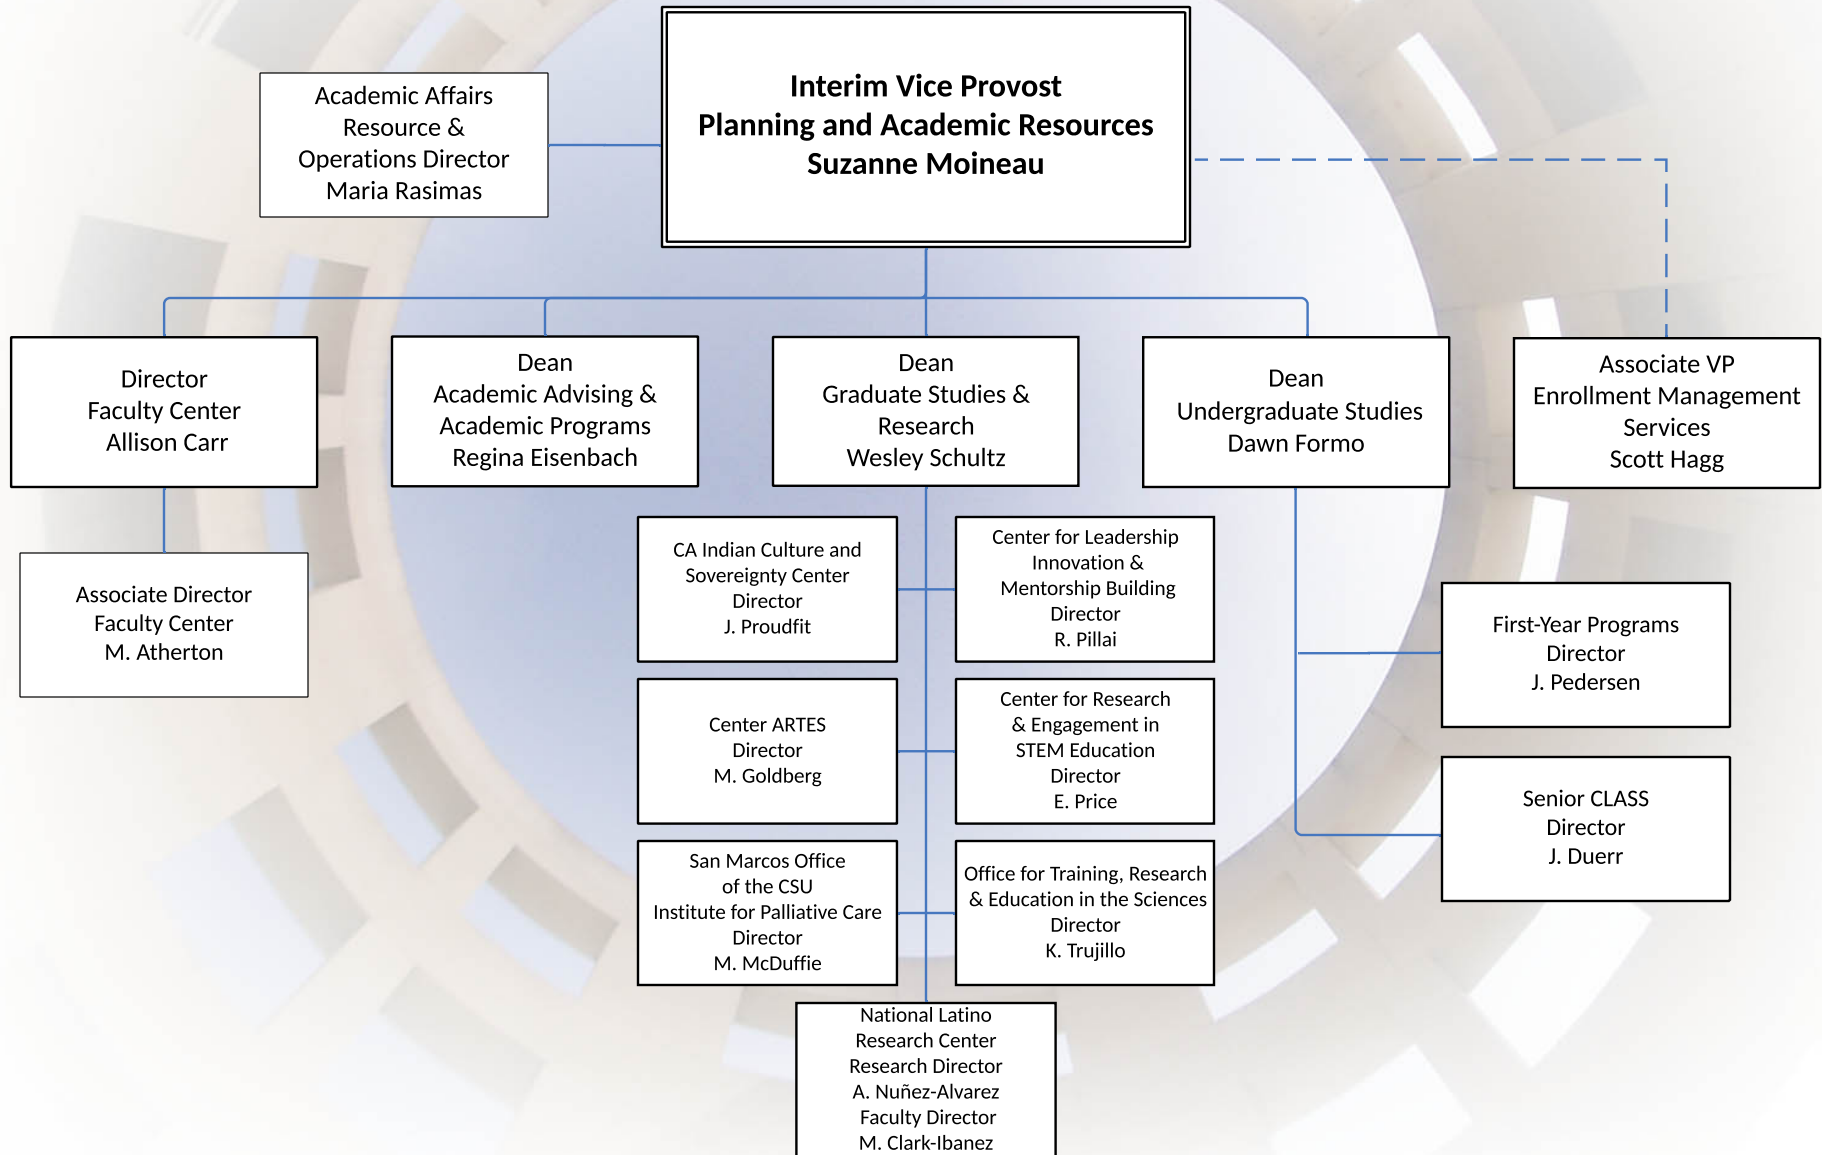 Interim Vice Provost
Planning and Academic Resources
Suzanne Moineau
Academic Affairs
Resource &
Operations Director
Maria Rasimas
Director
Faculty Center
Allison Carr
Dean
Academic Advising &
Academic Programs
Regina Eisenbach
Dean
Graduate Studies &
Research
Wesley Schultz
Dean
Undergraduate Studies
Dawn Formo
Associate VP
Enrollment Management
Services
Scott Hagg
Associate Director
Faculty Center
M. Atherton
CA Indian Culture and
Sovereignty Center
Director
J. Proudfit
Center for Leadership
Innovation &
Mentorship Building
Director
R. Pillai
Center ARTES
Director
M. Goldberg
Center for Research
& Engagement in
STEM Education
Director
E. Price
San Marcos Office
of the CSU
Institute for Palliative Care
Director
M. McDuffie
Office for Training, Research
& Education in the Sciences
Director
K. Trujillo
National Latino
Research Center
Research Director
A. Nuñez-Alvarez
Faculty Director
M. Clark-Ibanez
First-Year Programs
Director
J. Pedersen
Senior CLASS
Director
J. Duerr